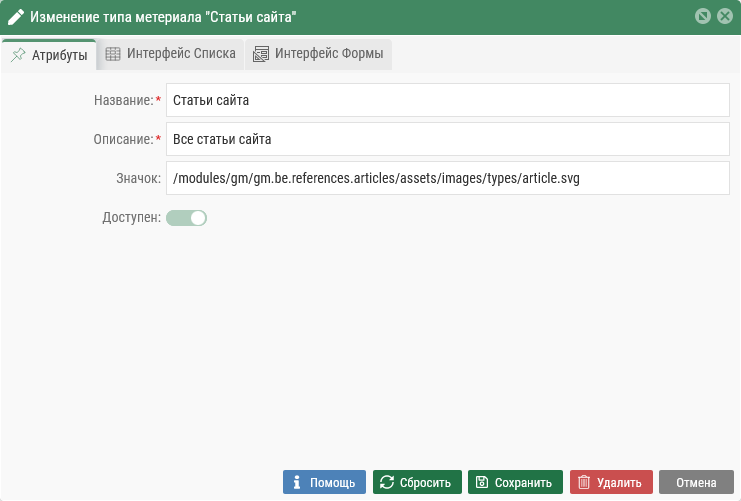 Изменение типа метериала "Статьи сайта"
Атрибуты Интерфейс Списка Интерфейс Формы
Название:* Статьи сайта
Описание:* Все статьи сайта
Значок: /modules/gm/gm.be.references.articles/assets/images/types/article.svg
Доступен:
Помощь Сбросить Сохранить Удалить Отмена